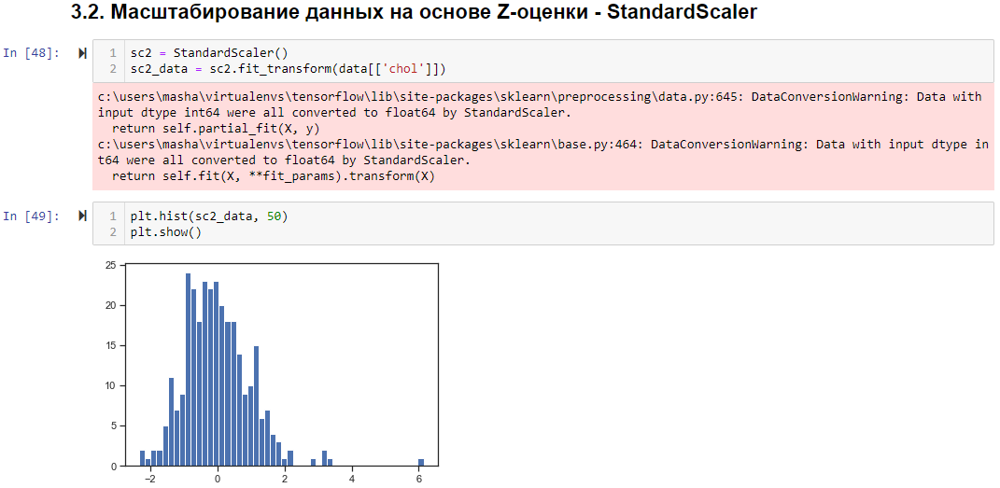 3.2. Масштабирование данных на основе Z-оценки - StandardScaler
In [48]:
1 sc2 = StandardScaler()
2 sc2_data = sc2.fit_transform(data[['chol']])
c:\users\masha\virtualenvs\tensorflow\lib\site-packages\sklearn\preprocessing\data.py:645: DataConversionWarning: Data with
input dtype int64 were all converted to float64 by StandardScaler.
return self.partial_fit(X, y)
c:\users\masha\virtualenvs\tensorflow\lib\site-packages\sklearn\base.py:464: DataConversionWarning: Data with input dtype in
t64 were all converted to float64 by StandardScaler.
return self.fit(X, **fit_params).transform(X)
In [49]:
1 plt.hist(sc2_data, 50)
2 plt.show()
25
20
15
10
5
0
−2 0 2 4 6